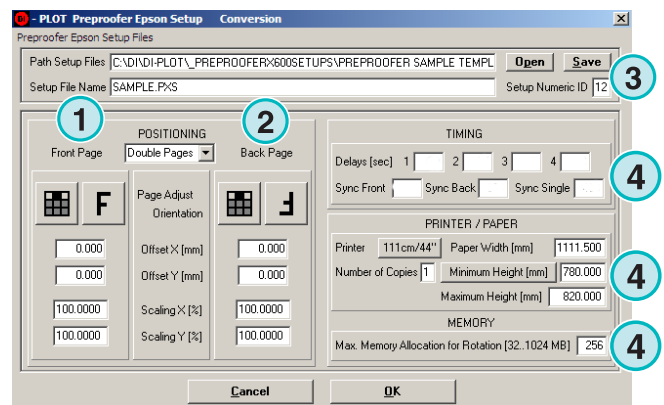 DI - PLOT Preproofer Epson Setup Conversion
Preproofer Epson Setup Files
Path Setup Files C:\DI\DI-PLOT\_PREPROOFERX600SETUPS\PREPROOFER SAMPLE TEMPL Open Save
Setup File Name SAMPLE.PXS Setup Numeric ID 12 3
1 2
POSITIONING
Front Page Double Pages Back Page
F Page Adjust Orientation F
0.000 Offset X [mm] 0.000
0.000 Offset Y [mm] 0.000
100.0000 Scaling X [%] 100.0000
100.0000 Scaling Y [%] 100.0000
TIMING
Delays [sec] 1 2 3 4
Sync Front Sync Back Sync Single 4
PRINTER / PAPER
Printer 111cm/44" Paper Width [mm] 1111.500
Number of Copies 1 Minimum Height [mm] 780.000 4
Maximum Height [mm] 820.000
MEMORY
Max. Memory Allocation for Rotation [32..1024 MB] 256 4
Cancel OK